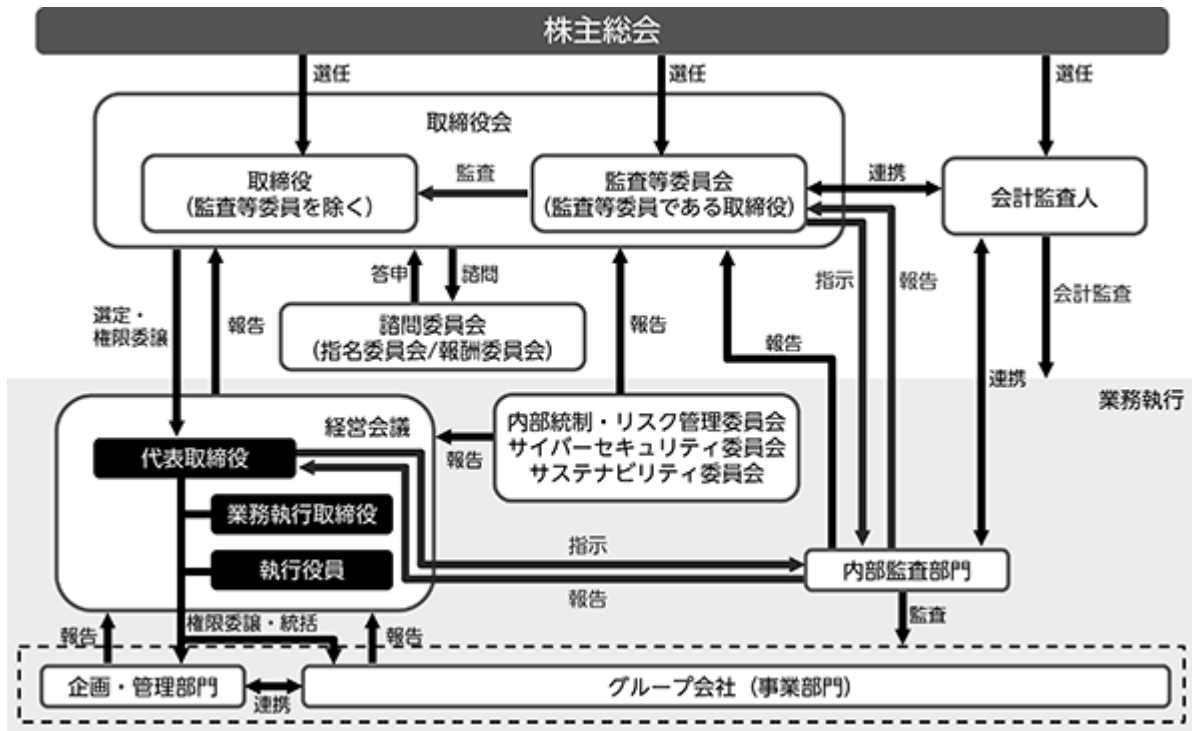 株主総会
選任
選任
選任
取締役会
取締役
(監査等委員を除く)
監査
監査等委員会
(監査等委員である取締役)
連携
会計監査人
選定・
権限委譲
報告
答申
諮問
諮問委員会
(指名委員会/報酬委員会)
報告
報告
指示
報告
連携
会計監査
業務執行
経営会議
代表取締役
業務執行取締役
執行役員
報告
内部統制・リスク管理委員会
サイバーセキュリティ委員会
サステナビリティ委員会
指示
報告
内部監査部門
監査
報告
権限委譲・統括
報告
企画・管理部門
連携
グループ会社（事業部門）